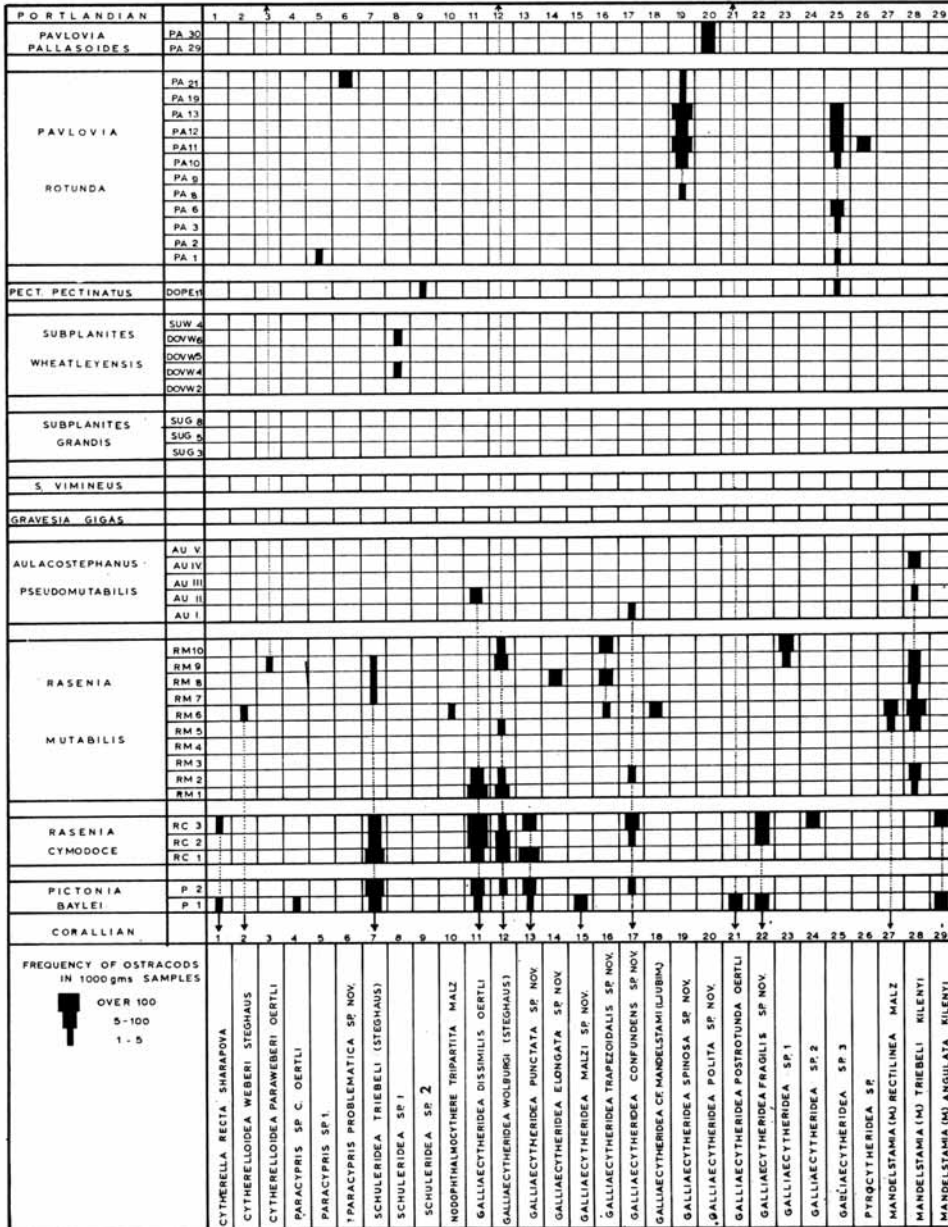 PORTLANDIAN 1 2 3 4 5 6 7 8 9 10 11 12 13 14 15 16 17 18 19 20 21 22 23 24 25 26 27 28 29
PAVLOVIA PA 30
PALLASOIDES PA 29
PA 21
PA 19
PA 13
PAVLOVIA PA12
PA11
PA10
PA 9
ROTUNDA PA 8
PA 6
PA 3
PA 2
PA 1
PECT. PECTINATUS DOPE11
SUW 4
SUBPLANITES DOVW6
WHEATLEYENSIS DOVW5
DOVW4
DOVW2
SUBPLANITES SUG 8
GRANDIS SUG 5
SUG 3
S. VIMINEUS
GRAVESIA GIGAS
AU V
AULACOSTEPHANUS AU IV
PSEUDOMUTABILIS AU III
AU II
AU I
RM10
RM 9
RASENIA RM 8
RM 7
RM 6
MUTABILIS RM 5
RM 4
RM 3
RM 2
RM 1
RASENIA RC 3
CYMODOCE RC 2
RC 1
PICTONIA P 2
BAYLEI P 1
CORALLIAN 1 2 3 4 5 6 7 8 9 10 11 12 13 14 15 16 17 18 19 20 21 22 23 24 25 26 27 28 29
FREQUENCY OF OSTRACODS
IN 1000 gms SAMPLES
OVER 100
5-100
1-5
CYTHERELLA RECTA SHARAPOVA
CYTHERELLOIDEA WEBERI STEGHAUS
CYTHERELLOIDEA PARAWEBERI OERTLI
PARACYPRIS SP C. OERTLI
PARACYPRIS SP 1.
? PARACYPRIS PROBLEMATICA SP NOV.
SCHULERIDEA TRIEBELI (STEGHAUS)
SCHULERIDEA SP 1
SCHULERIDEA SP 2
NODOPHTHALMOCYTHERE TRIPARTITA MALZ
GALLIAECYTHERIDEA DISSIMILIS OERTLI
GALLIAECYTHERIDEA WOLBURGI (STEGHAUS)
GALLIAECYTHERIDEA PUNCTATA SP. NOV.
GALLIAECYTHERIDEA ELONGATA SP. NOV.
GALLIAECYTHERIDEA MALZI SP NOV.
GALLIAECYTHERIDEA TRAPEZOIDALIS SP NOV.
GALLIAECYTHERIDEA CONFUNDENS SP NOV.
GALLIAECYTHERIDEA CF. MANDELSTAMI (LJUBIM.)
GALLIAECYTHERIDEA SPINOSA SP NOV.
GALLIAECYTHERIDEA POLITA SP NOV.
GALLIAECYTHERIDEA POSTROTUNDA OERTLI
GALLIAECYTHERIDEA FRAGILIS SP NOV.
GALLIAECYTHERIDEA SP. 1
GALLIAECYTHERIDEA SP. 2
GALLIAECYTHERIDEA SP. 3
PYROCYTHERIDEA SP.
MANDELSTAMIA (M.) RECTILINEA MALZ
MANDELSTAMIA (M.) TRIEBELI KILENYI
MANDELSTAMIA (M) ANGULATA KILENYI